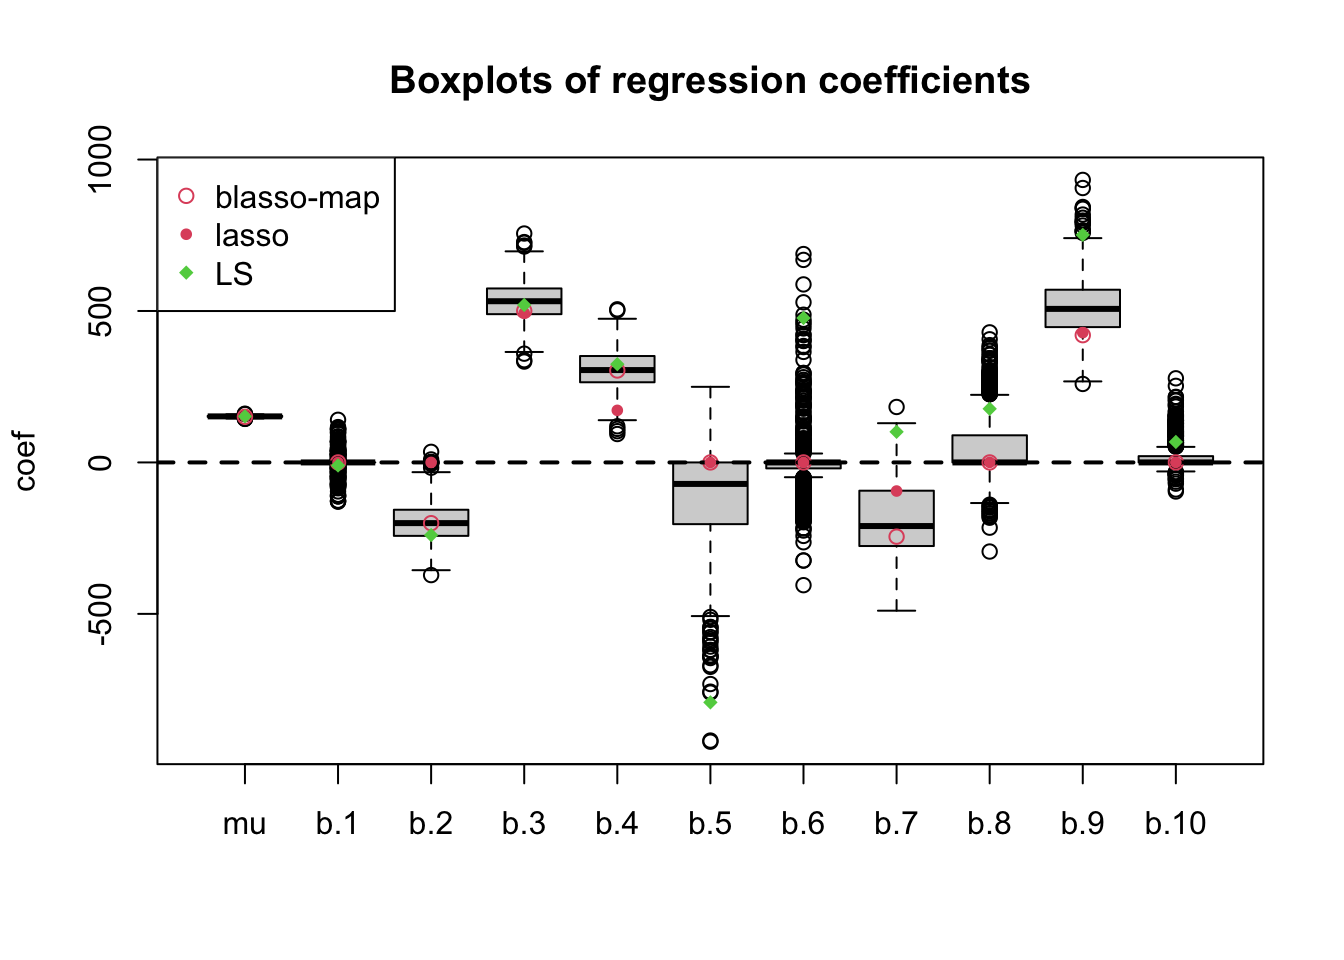 Boxplots of regression coefficients
1000
500
0
-500
coef
blasso-map
lasso
LS
mu b.1 b.2 b.3 b.4 b.5 b.6 b.7 b.8 b.9 b.10